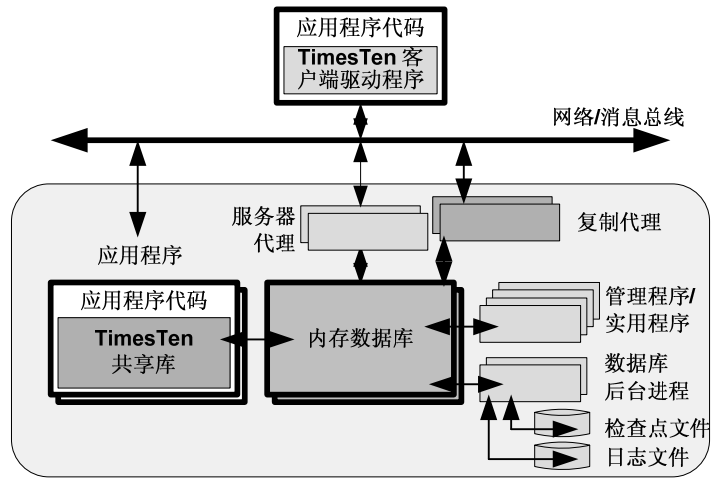 应用程序代码
TimesTen 客
户端驱动程序
网络/消息总线
服务器
代理
复制代理
应用程序
应用程序代码
TimesTen
共享库
内存数据库
管理程序/
实用程序
数据库
后台进程
检查点文件
日志文件